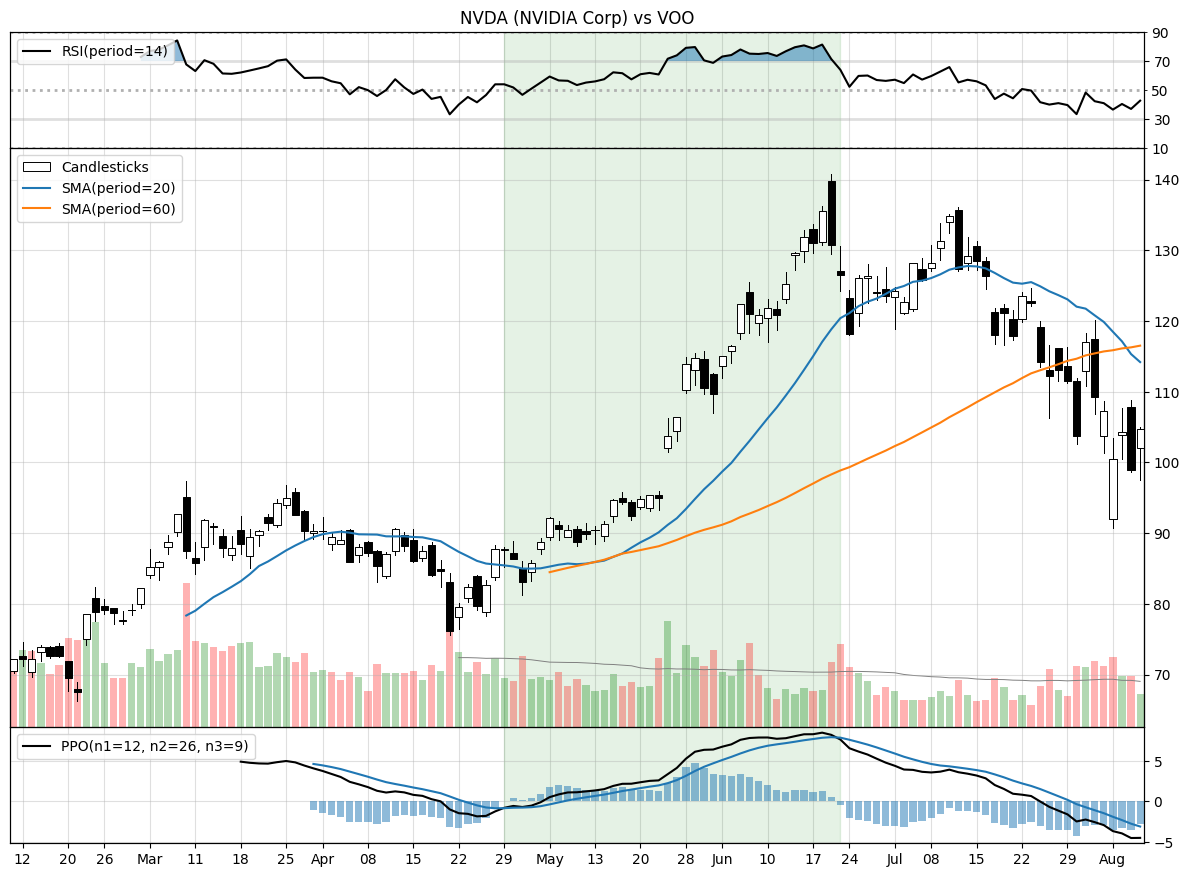 NVDA (NVIDIA Corp) vs VOO
RSI(period=14)
90
70
50
30
10
Candlesticks
SMA(period=20)
SMA(period=60)
140
130
120
110
100
90
80
70
PPO(n1=12, n2=26, n3=9)
5
0
−5
12 20 26 Mar 11 18 25 Apr 08 15 22 29 May 13 20 28 Jun 10 17 24 Jul 08 15 22 29 Aug